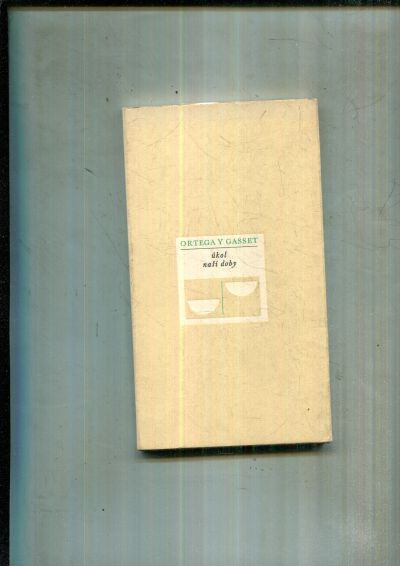 ORTEGA Y GASSET
úkol
naší doby